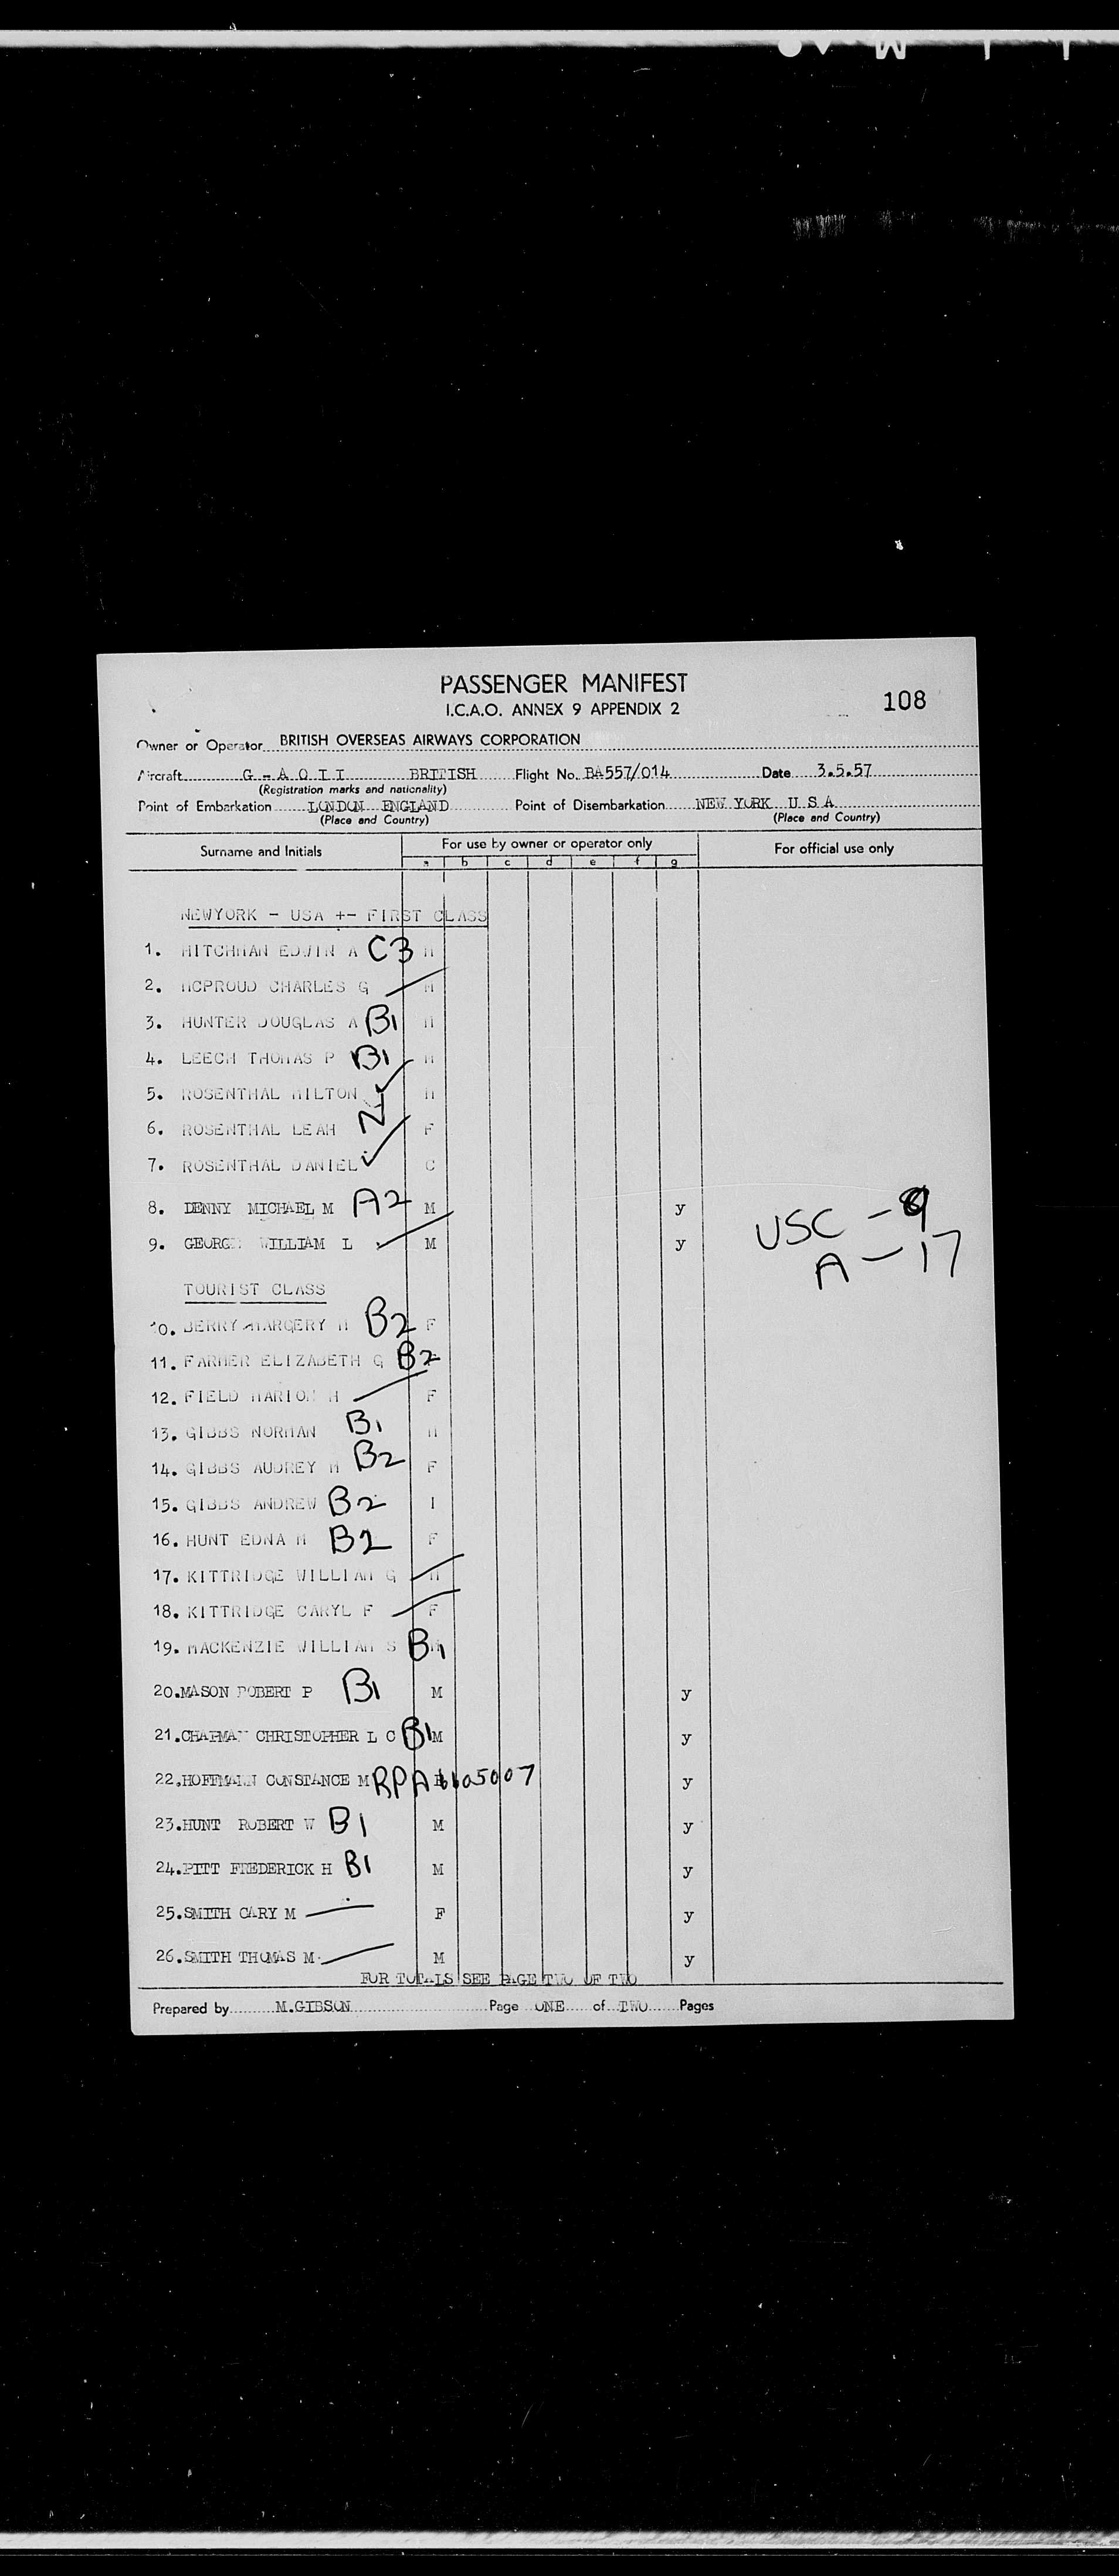 PASSENGER MANIFEST
I.C.A.O. ANNEX 9 APPENDIX 2
108
Owner or Operator BRITISH OVERSEAS AIRWAYS CORPORATION
Aircraft G - A O I I BRITISH Flight No. BA557/014 Date 3.5.57
(Registration marks and nationality)
Point of Embarkation LONDON ENGLAND Point of Disembarkation NEW YORK U S A
(Place and Country) (Place and Country)
Surname and Initials For use by owner or operator only For official use only
a b c d e f g
NEWYORK - USA +- FIRST CLASS
1. HITCHMAN EDWIN A C3 M
2. MCPROUD CHARLES G M
3. HUNTER DOUGLAS A B1 M
4. LEECH THOMAS P B1 M
5. ROSENTHAL MILTON M
6. ROSENTHAL LEAH F
7. ROSENTHAL DANIEL C
8. DENNY MICHAEL M A2 M y
9. GEORGE WILLIAM L M y
USC - 9
A - 17
TOURIST CLASS
10. BERRY MARGERY H B2 F
11. FARMER ELIZABETH G B2
12. FIELD MARION H F
13. GIBBS NORMAN B1 M
14. GIBBS AUDREY M B2 F
15. GIBBS ANDREW B2 I
16. HUNT EDNA M B2 F
17. KITTRIDGE WILLIAM G M
18. KITTRIDGE CARYL F F
19. MACKENZIE WILLIAM S B1 M
20. MASON ROBERT P B1 M y
21. CHAPMAN CHRISTOPHER L C B1 M y
22. HOFFMANN CONSTANCE M RPA 6605007 y
23. HUNT ROBERT W B1 M y
24. PITT FREDERICK H B1 M y
25. SMITH CARY M F y
26. SMITH THOMAS M M y
FOR TOTALS SEE PAGE TWO OF TWO
Prepared by M.GIBSON Page ONE of TWO Pages